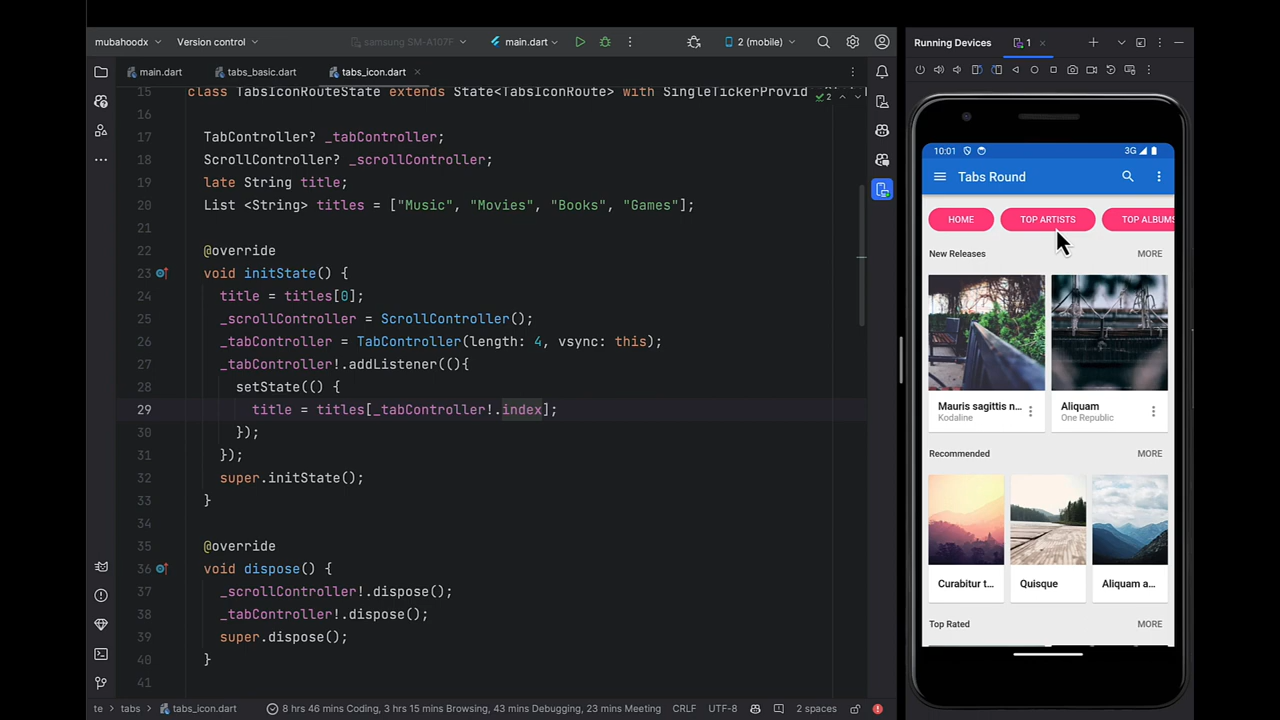 mubahoodx
Version control
samsung SM-A107F
main.dart
2 (mobile)
Running Devices
1
main.dart
tabs_basic.dart
tabs_icon.dart
15 class TabsIconRouteState extends State<TabsIconRoute> with SingleTickerProvid
2
16
17 TabController? _tabController;
18 ScrollController? _scrollController;
19 late String title;
20 List <String> titles = ["Music", "Movies", "Books", "Games"];
21
22 @override
23 void initState() {
24 title = titles[0];
25 _scrollController = ScrollController();
26 _tabController = TabController(length: 4, vsync: this);
27 _tabController!.addListener((){
28 setState(() {
29 title = titles[_tabController!.index];
30 });
31 });
32 super.initState();
33 }
34
35 @override
36 void dispose() {
37 _scrollController!.dispose();
38 _tabController!.dispose();
39 super.dispose();
40 }
41
te > tabs > tabs_icon.dart
8 hrs 46 mins Coding, 3 hrs 15 mins Browsing, 43 mins Debugging, 23 mins Meeting
CRLF
UTF-8
2 spaces
10:01
3G
Tabs Round
HOME
TOP ARTISTS
TOP ALBUMS
New Releases
MORE
Mauris sagittis n...
Kodaline
Aliquam
One Republic
Recommended
MORE
Curabitur t...
Quisque
Aliquam a...
Top Rated
MORE